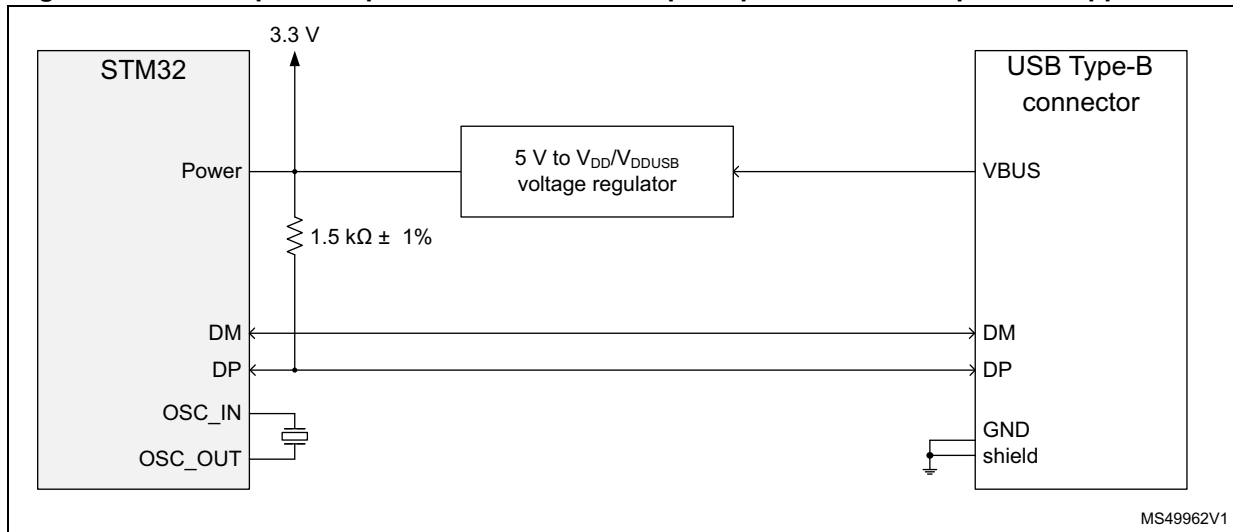 3.3 V
STM32
USB Type-B
connector
Power
5 V to VDD/VDDUSB
voltage regulator
VBUS
1.5 kΩ ± 1%
DM
DM
DP
DP
OSC_IN
OSC_OUT
GND
shield
MS49962V1